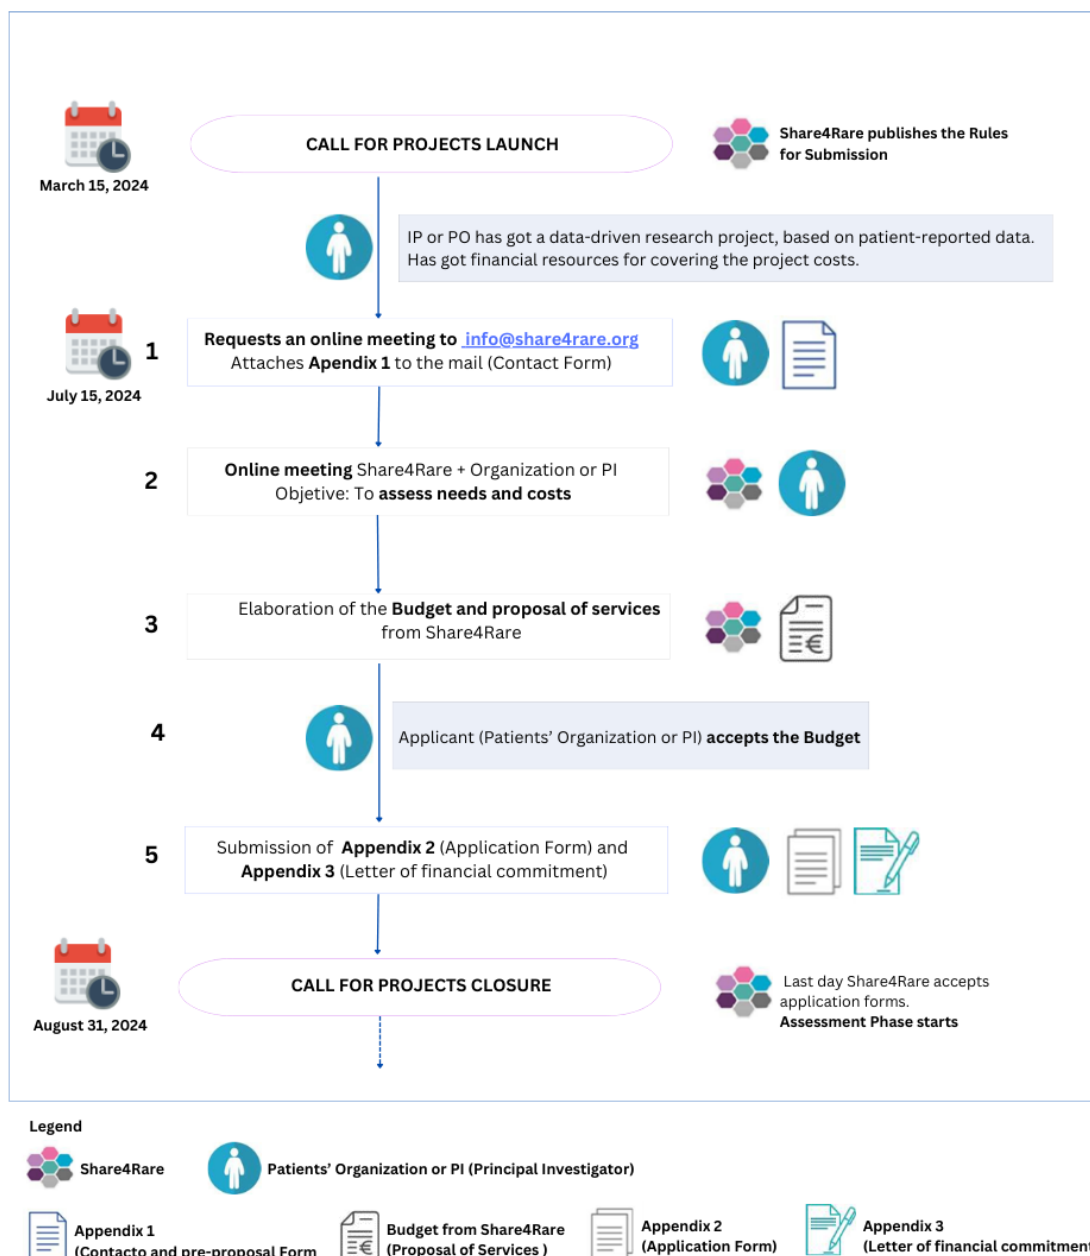 CALL FOR PROJECTS LAUNCH
Share4Rare publishes the Rules
for Submission
March 15, 2024
IP or PO has got a data-driven research project, based on patient-reported data.
Has got financial resources for covering the project costs.
1
Requests an online meeting to info@share4rare.org
Attaches Apendix 1 to the mail (Contact Form)
July 15, 2024
2
Online meeting Share4Rare + Organization or PI
Objetive: To assess needs and costs
3
Elaboration of the Budget and proposal of services
from Share4Rare
4
Applicant (Patients' Organization or PI) accepts the Budget
5
Submission of Appendix 2 (Application Form) and
Appendix 3 (Letter of financial commitment)
CALL FOR PROJECTS CLOSURE
August 31, 2024
Last day Share4Rare accepts
application forms.
Assessment Phase starts
Legend
Share4Rare
Patients' Organization or PI (Principal Investigator)
Appendix 1
(Contacto and pre-proposal Form
Budget from Share4Rare
(Proposal of Services )
Appendix 2
(Application Form)
Appendix 3
(Letter of financial commitmen